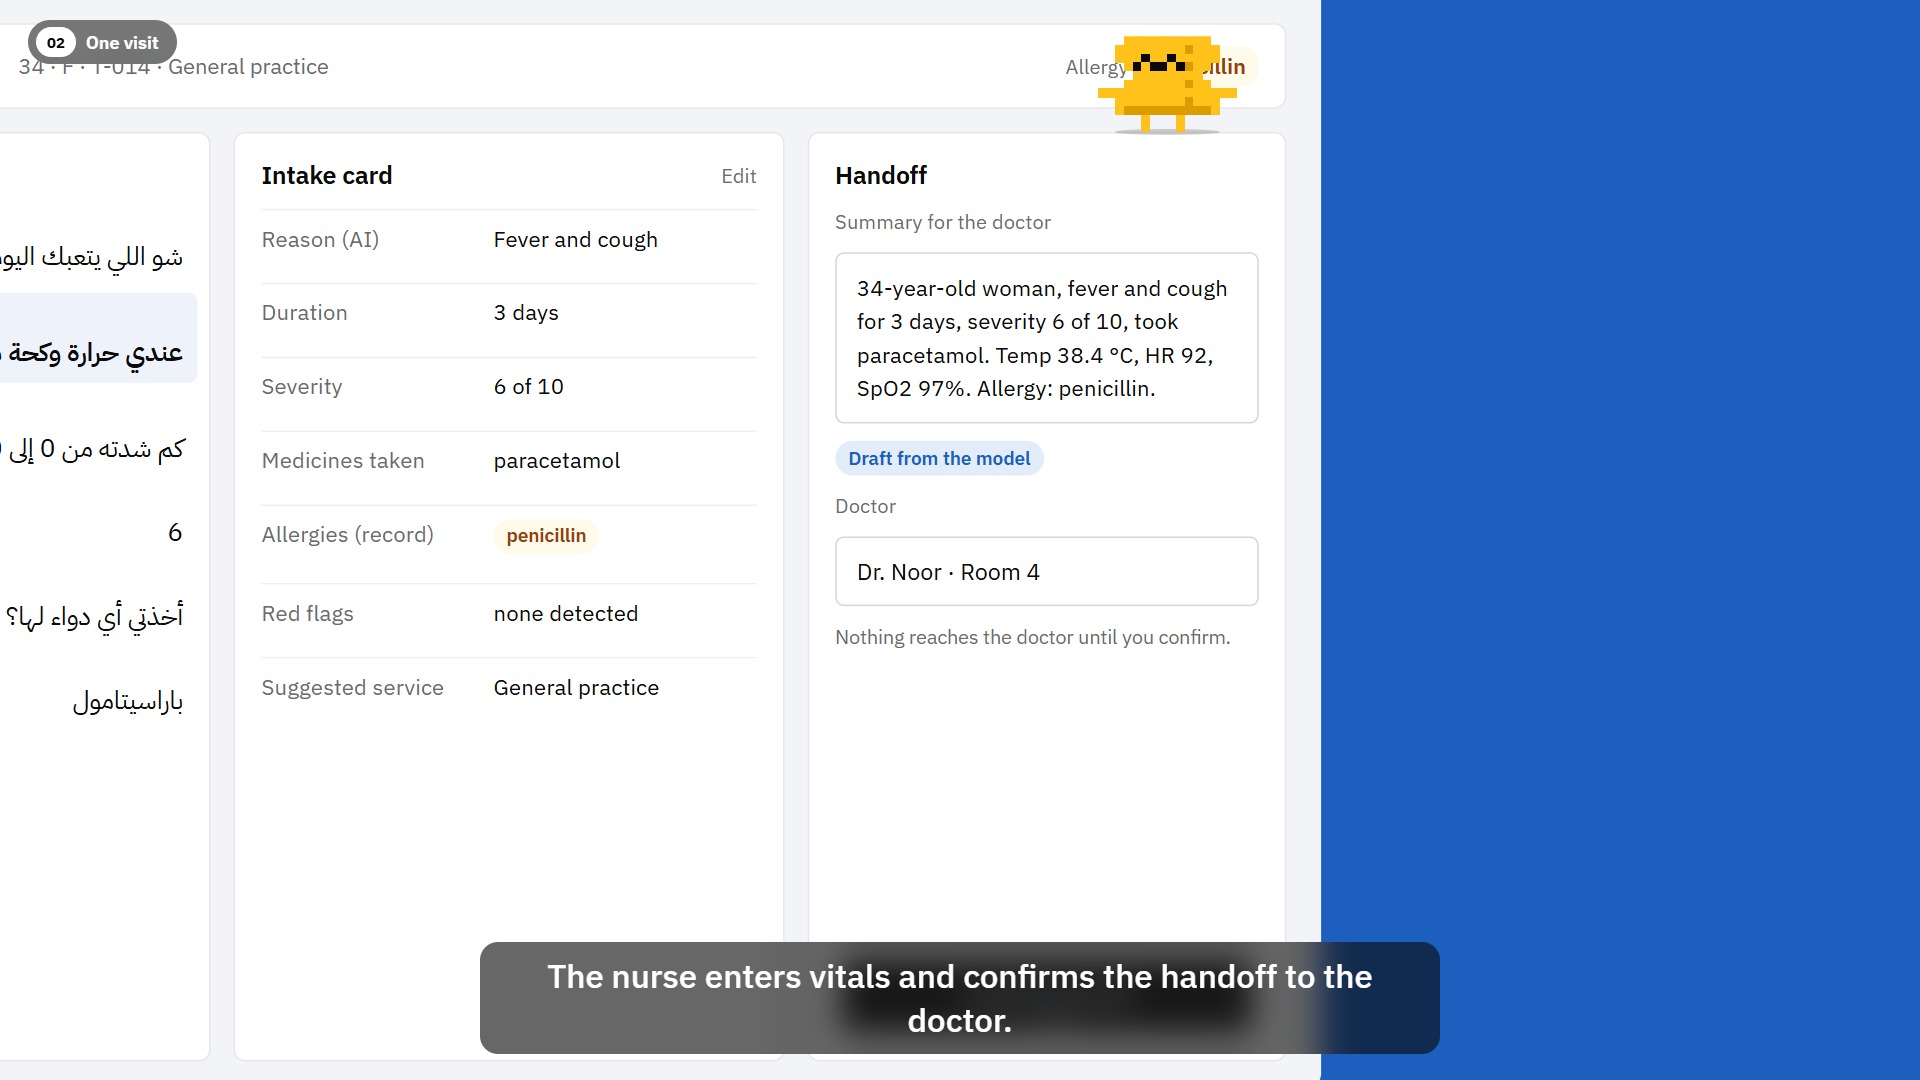 02 One visit
34 · F · T-014 · General practice
Allergy
شو اللي يتعبك
عندي حرارة وكحة
كم شدته من 0 إلى
6
أخذتي أي دواء لها؟
باراسيتامول
Intake card
Edit
Reason (AI) Fever and cough
Duration 3 days
Severity 6 of 10
Medicines taken paracetamol
Allergies (record) penicillin
Red flags none detected
Suggested service General practice
Handoff
Summary for the doctor
34-year-old woman, fever and cough
for 3 days, severity 6 of 10, took
paracetamol. Temp 38.4 °C, HR 92,
SpO2 97%. Allergy: penicillin.
Draft from the model
Doctor
Dr. Noor · Room 4
Nothing reaches the doctor until you confirm.
The nurse enters vitals and confirms the handoff to the
doctor.